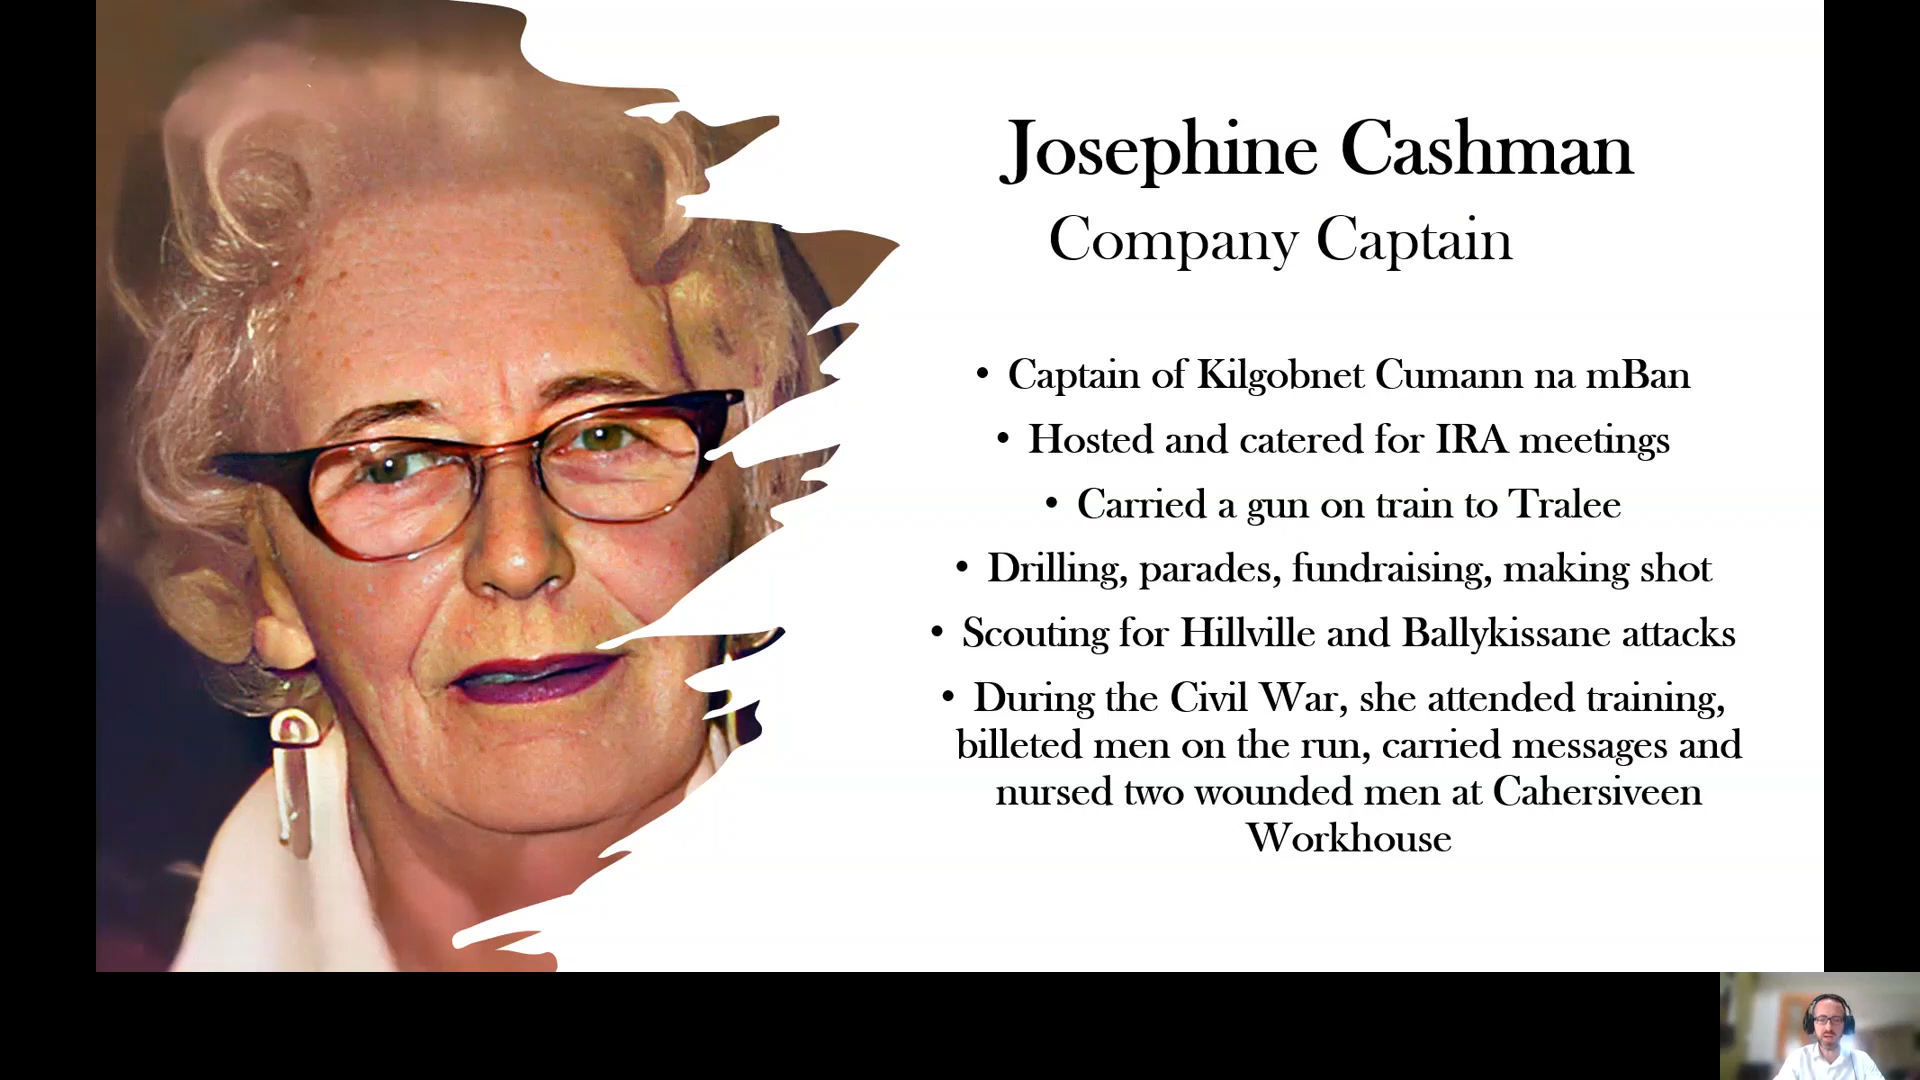 Josephine Cashman
Company Captain
• Captain of Kilgobnet Cumann na mBan
• Hosted and catered for IRA meetings
• Carried a gun on train to Tralee
• Drilling, parades, fundraising, making shot
• Scouting for Hillville and Ballykissane attacks
• During the Civil War, she attended training,
billeted men on the run, carried messages and
nursed two wounded men at Cahersiveen
Workhouse